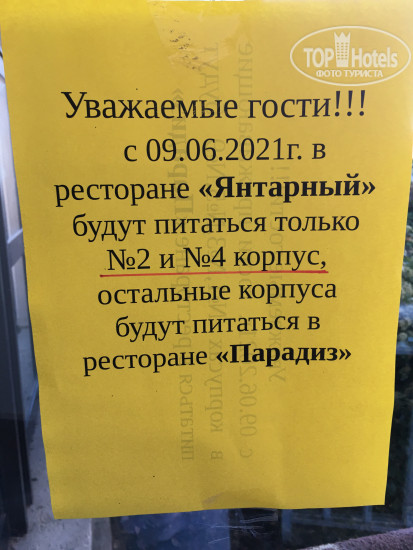 TOP Hotels
ФОТО ТУРИСТА
Уважаемые гости!!!
с 09.06.2021г. в
ресторане «Янтарный»
будут питаться только
№2 и №4 корпус,
остальные корпуса
будут питаться в
ресторане «Парадиз»